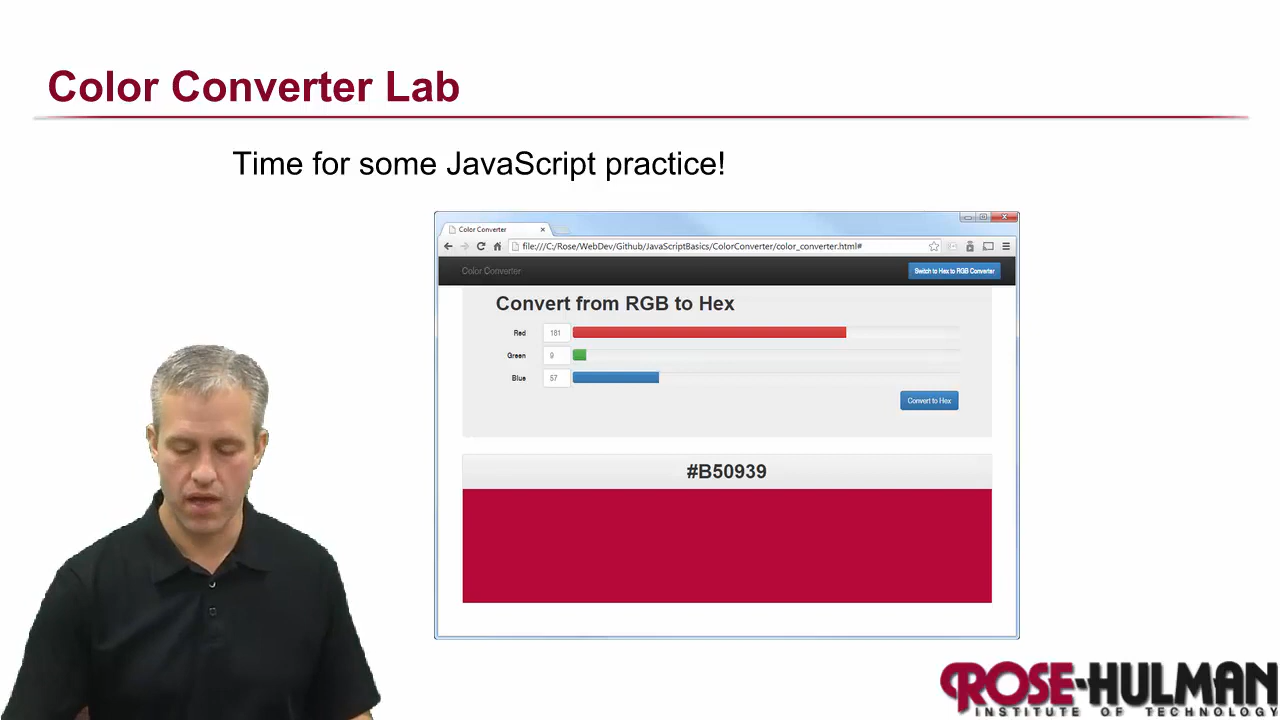 Color Converter Lab
Time for some JavaScript practice!
Color Converter
file:///C:/Rose/WebDev/Github/JavaScriptBasics/ColorConverter/color_converter.html#
Color Converter
Switch to Hex to RGB Converter
Convert from RGB to Hex
Red 181
Green 9
Blue 57
Convert to Hex
#B50939
ROSE-HULMAN
INSTITUTE OF TECHNOLOGY